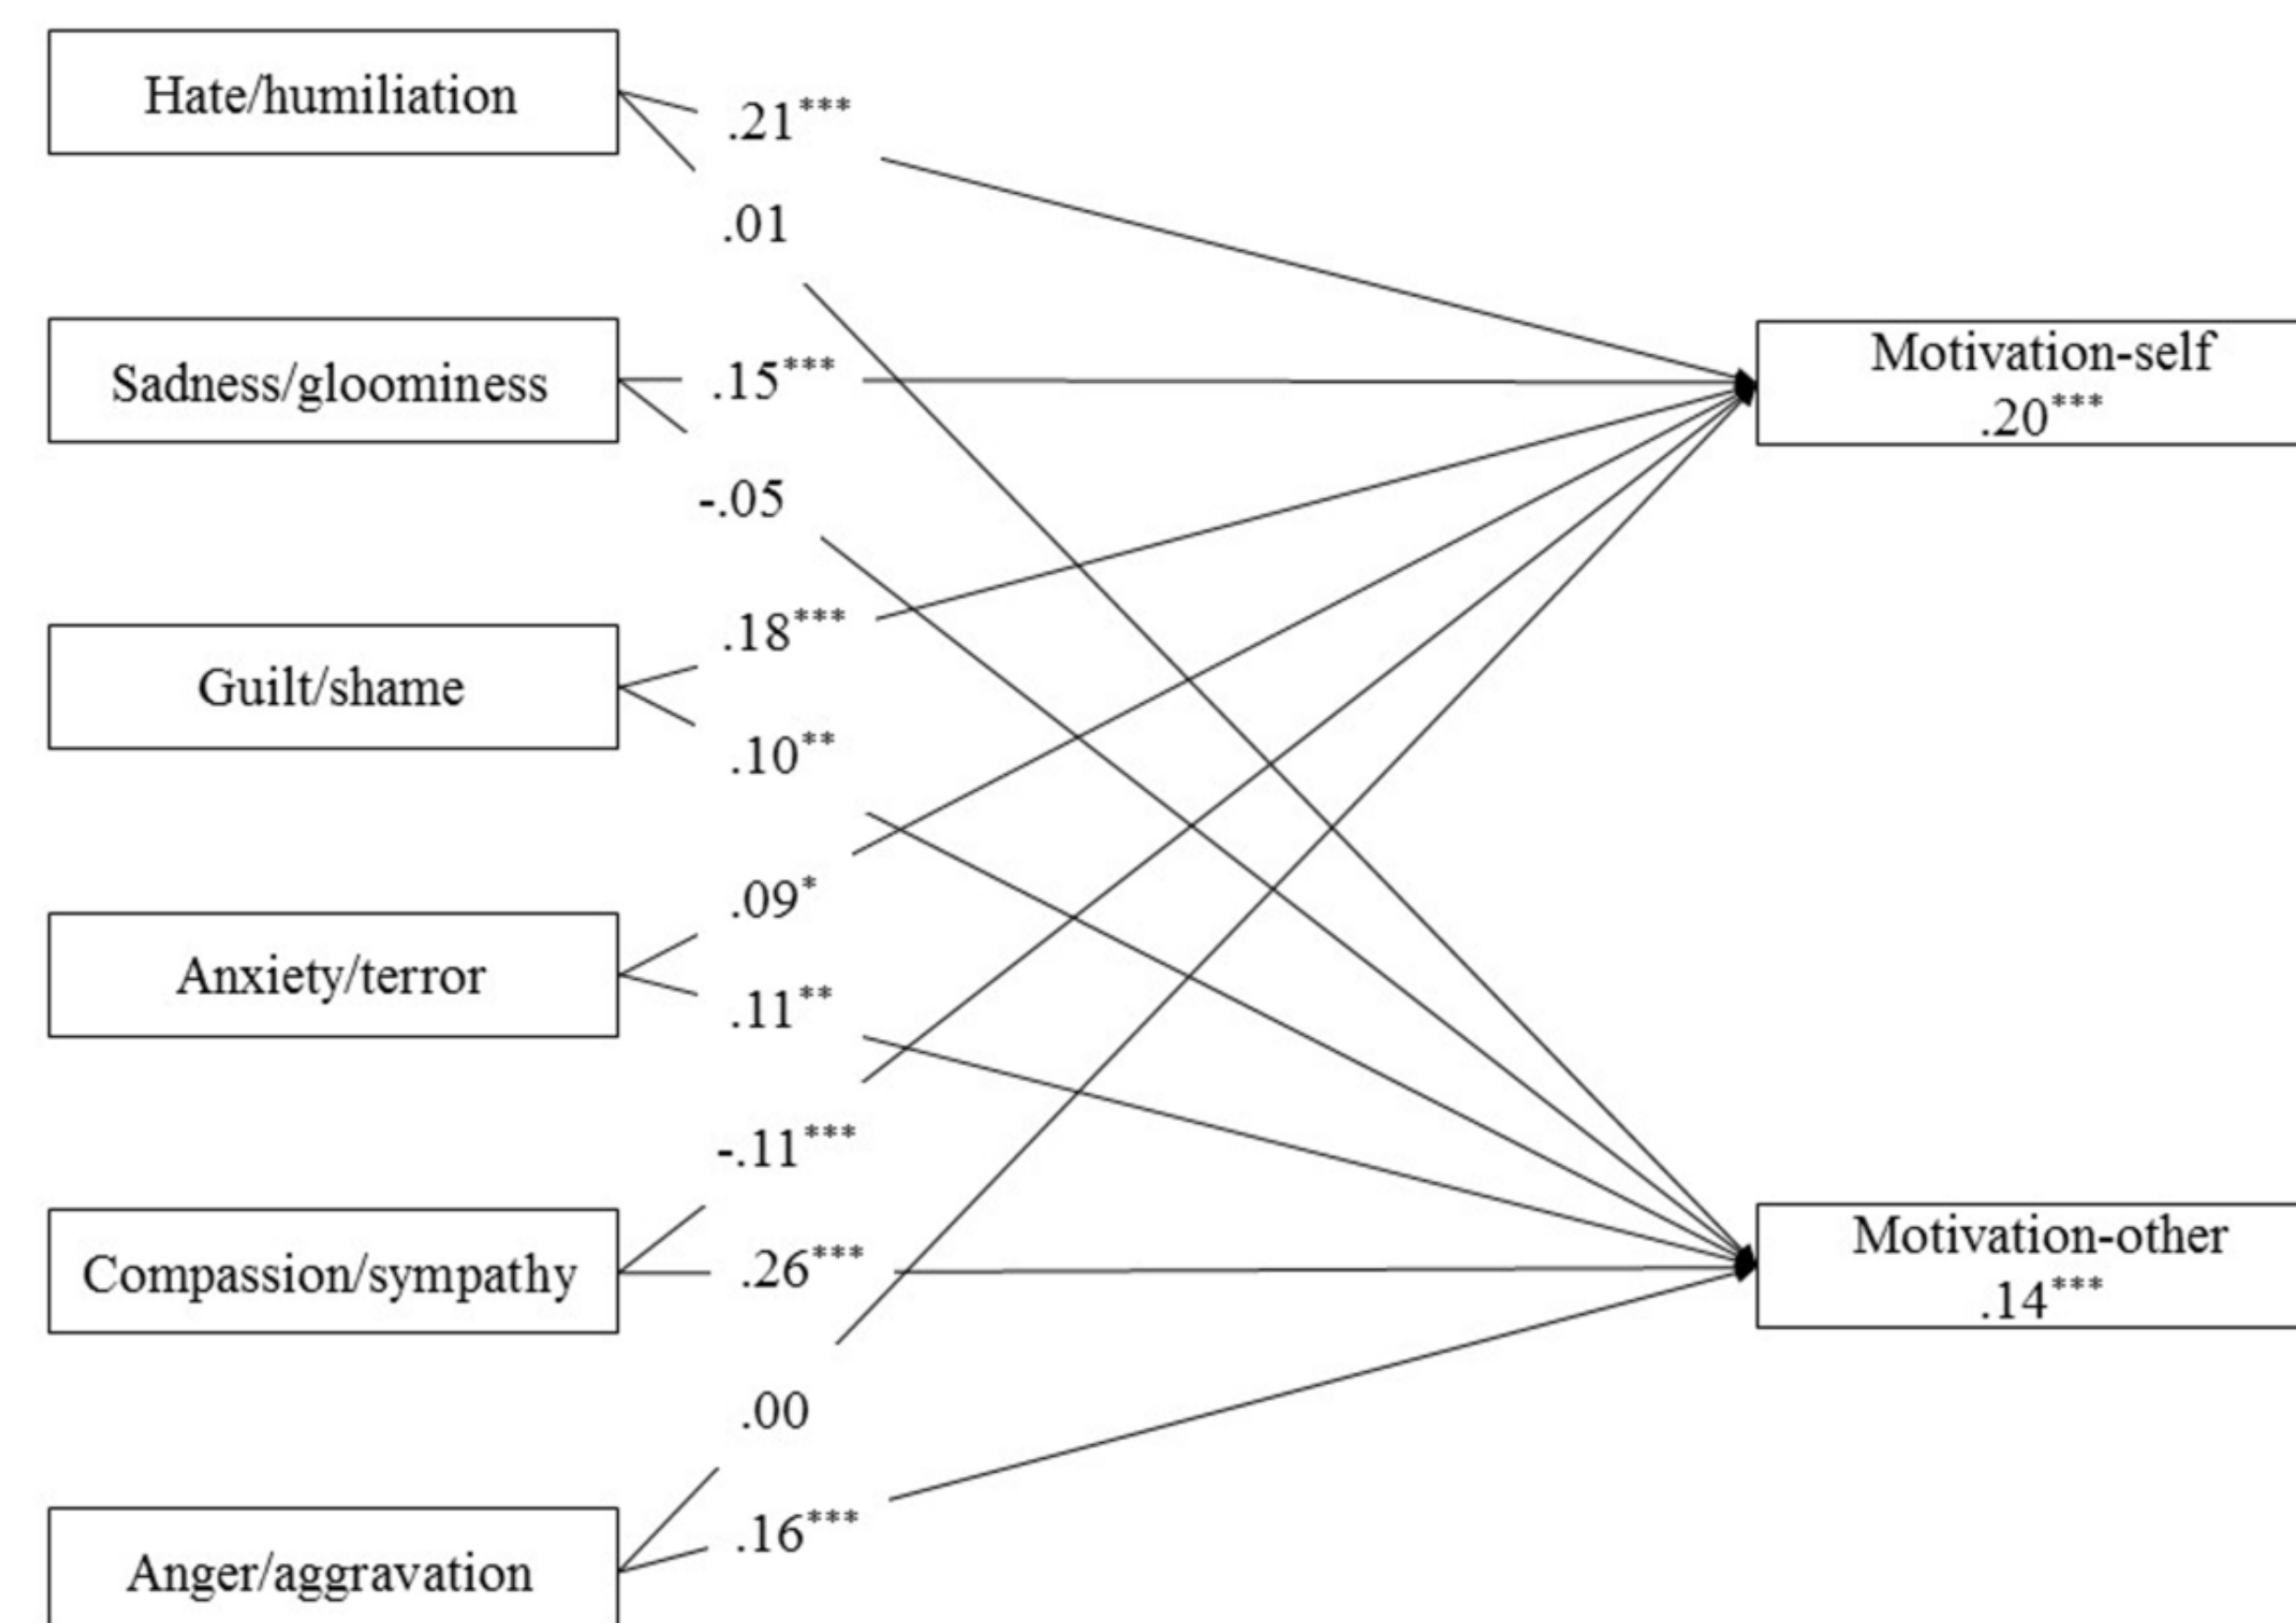 Hate/humiliation
.21***
.01
Sadness/gloominess
.15***
-.05
Guilt/shame
.18***
.10**
Anxiety/terror
.09*
.11**
Compassion/sympathy
-.11***
.26***
Anger/aggravation
.00
.16***
Motivation-self
.20***
Motivation-other
.14***